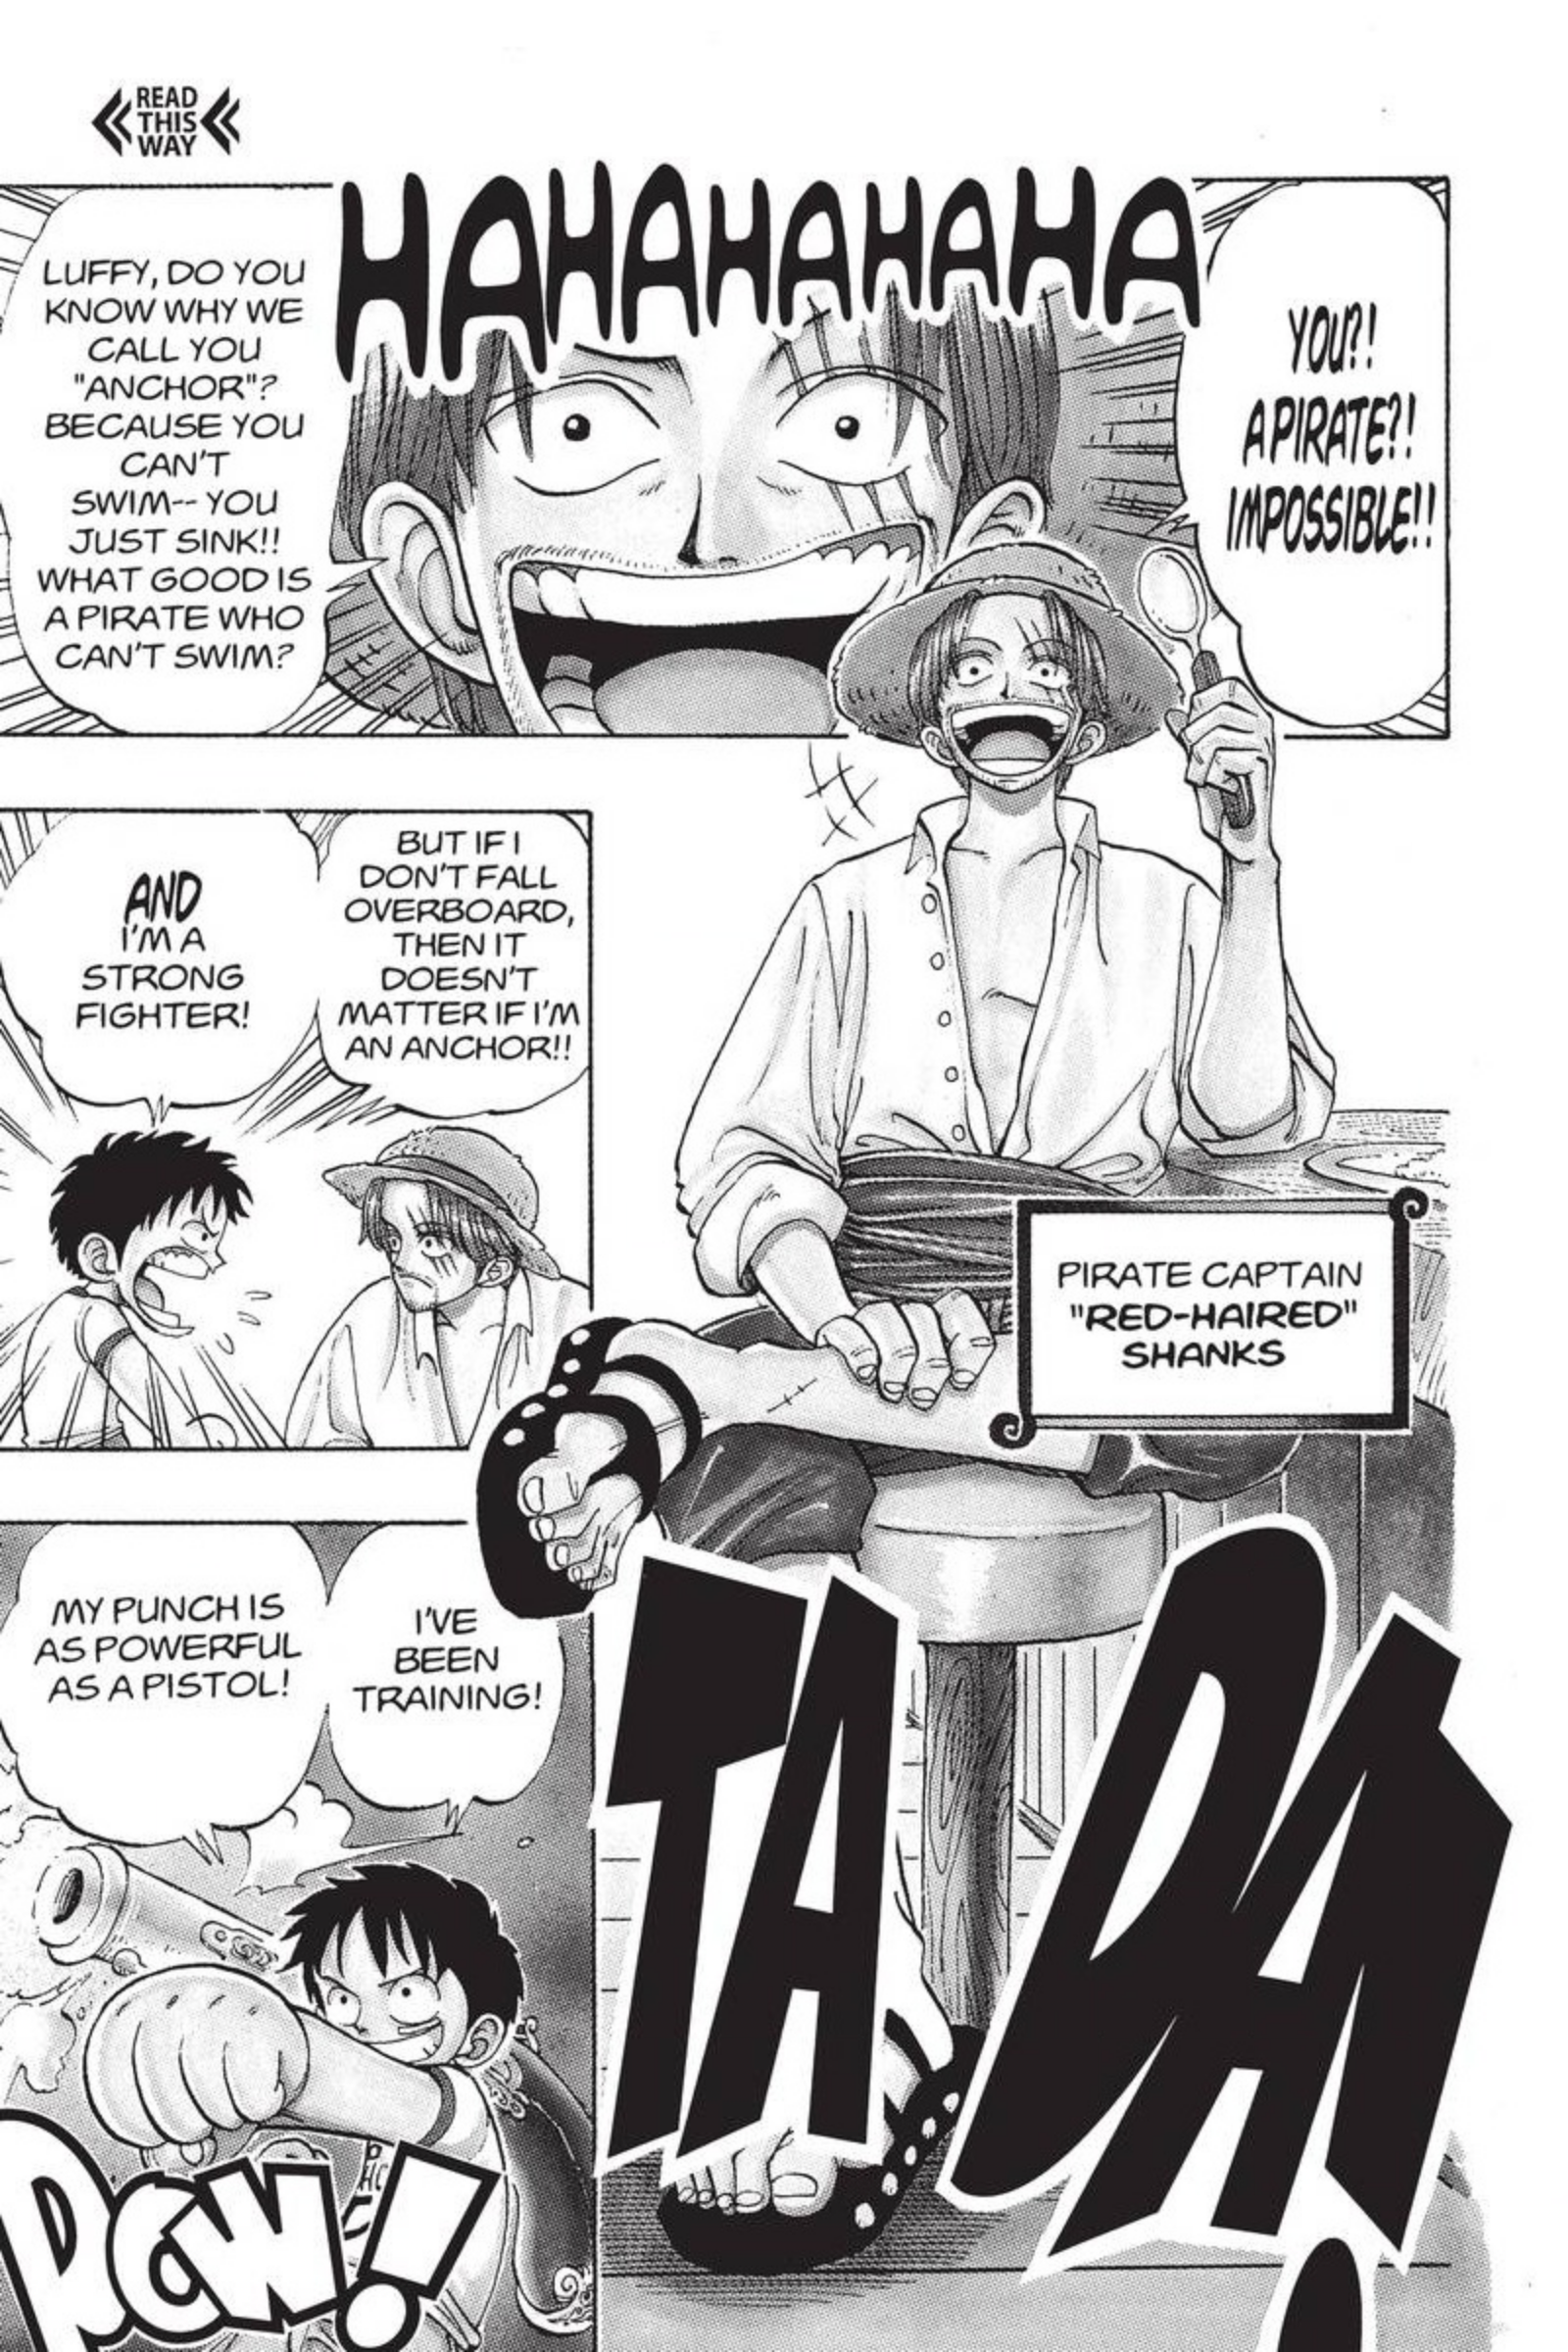 READ
THIS
WAY
YOU?!
A PIRATE?!
IMPOSSIBLE!!
HAHAHAHAHAHA
LUFFY, DO YOU
KNOW WHY WE
CALL YOU
"ANCHOR"?
BECAUSE YOU
CAN'T
SWIM-- YOU
JUST SINK!!
WHAT GOOD IS
A PIRATE WHO
CAN'T SWIM?
PIRATE CAPTAIN
"RED-HAIRED"
SHANKS
TA DA!
BUT IF I
DON'T FALL
OVERBOARD,
THEN IT
DOESN'T
MATTER IF I'M
AN ANCHOR!!
AND
I'M A
STRONG
FIGHTER!
I'VE
BEEN
TRAINING!
MY PUNCH IS
AS POWERFUL
AS A PISTOL!
POW!